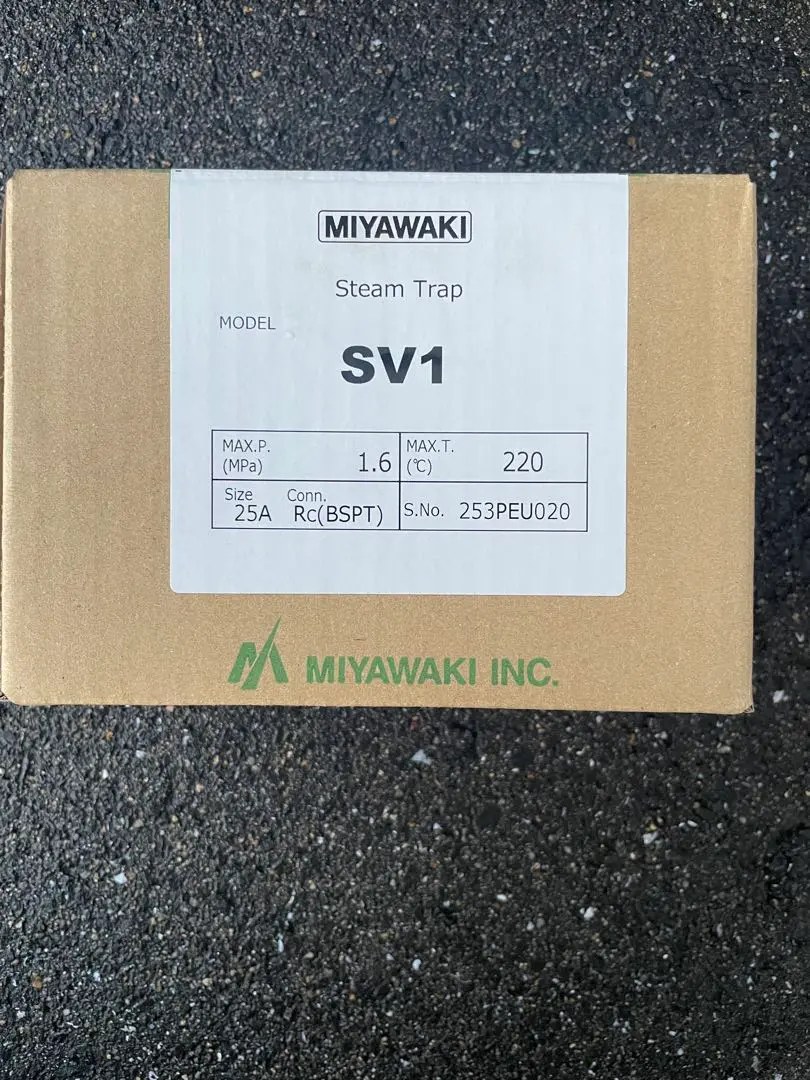 MIYAWAKI
Steam Trap
MODEL
SV1
MAX.P. (MPa) 1.6 MAX.T. (℃) 220
Size 25A Conn. Rc(BSPT) S.No. 253PEU020
MIYAWAKI INC.